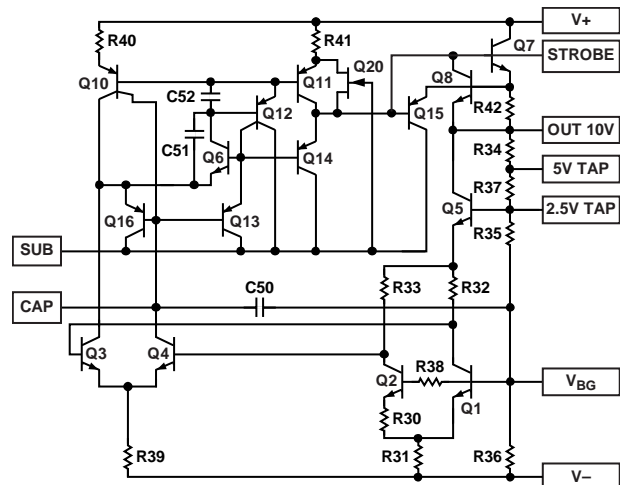 V+
R40
R41
Q7
STROBE
Q20
Q10
Q11
Q8
C52
Q12
Q15
R42
OUT 10V
C51
R34
Q6
Q14
5V TAP
R37
Q16
Q13
Q5
2.5V TAP
R35
SUB
C50
R33
R32
CAP
Q3
Q4
Q2
R38
VBG
Q1
R30
R39
R31
R36
V–